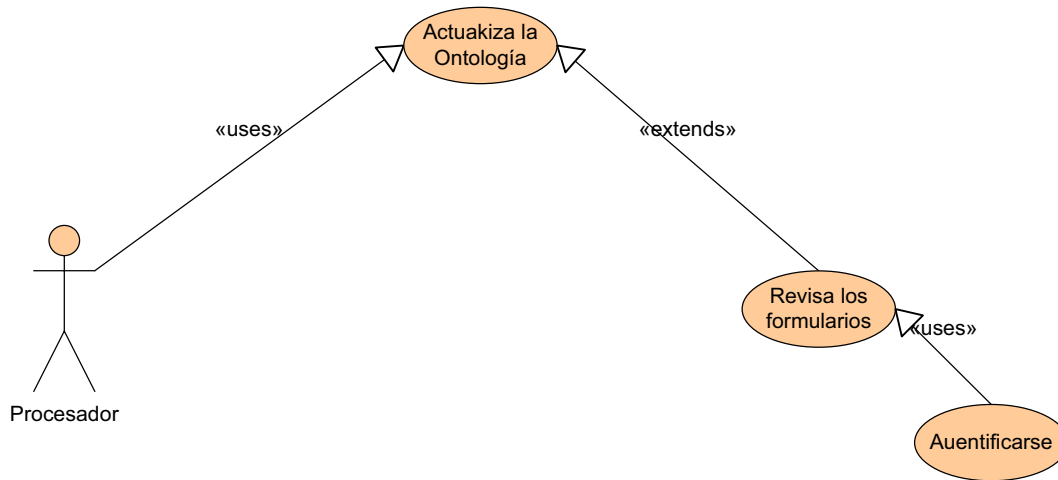 Actuakiza la
Ontología
«uses»
«extends»
Revisa los
formularios
«uses»
Procesador
Auentificarse